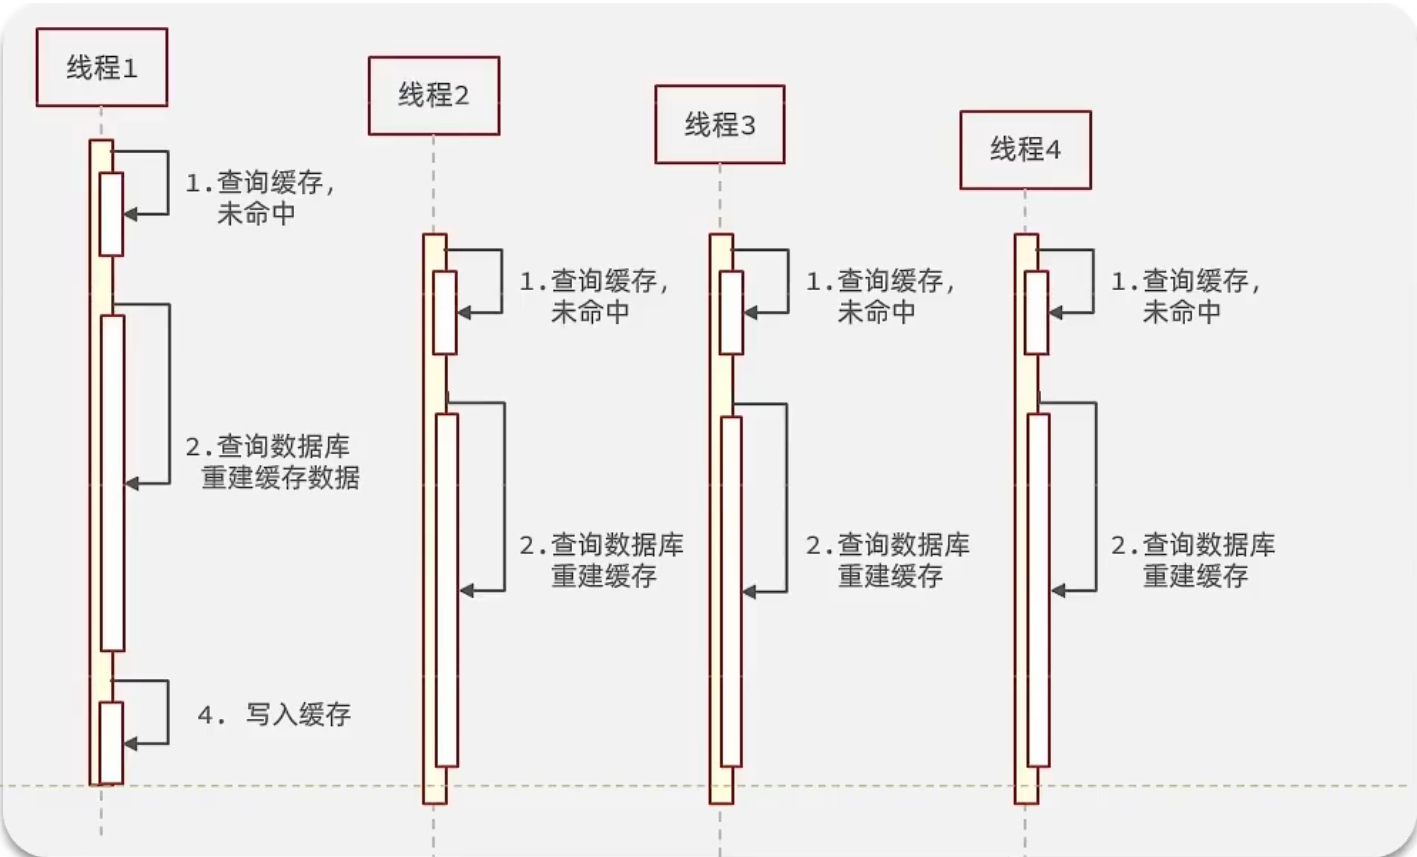 线程1
线程2
线程3
线程4
1.查询缓存,
未命中
1.查询缓存,
未命中
1.查询缓存,
未命中
1.查询缓存,
未命中
2.查询数据库
重建缓存数据
2.查询数据库
重建缓存
2.查询数据库
重建缓存
2.查询数据库
重建缓存
4. 写入缓存